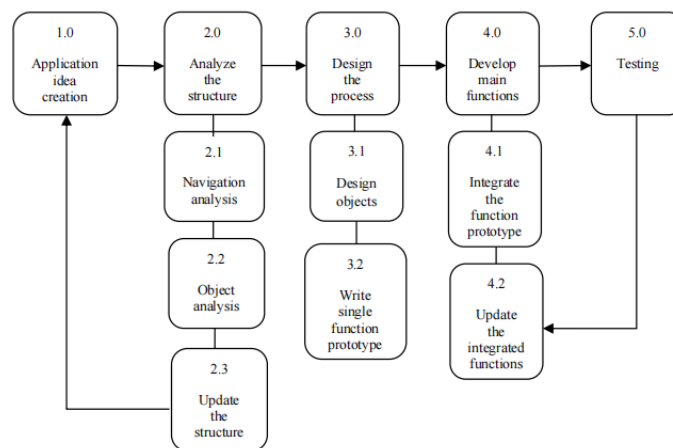 1.0
Application
idea
creation
2.0
Analyze
the
structure
3.0
Design
the
process
4.0
Develop
main
functions
5.0
Testing
2.1
Navigation
analysis
3.1
Design
objects
4.1
Integrate
the
function
prototype
2.2
Object
analysis
3.2
Write
single
function
prototype
4.2
Update
the
integrated
functions
2.3
Update
the
structure